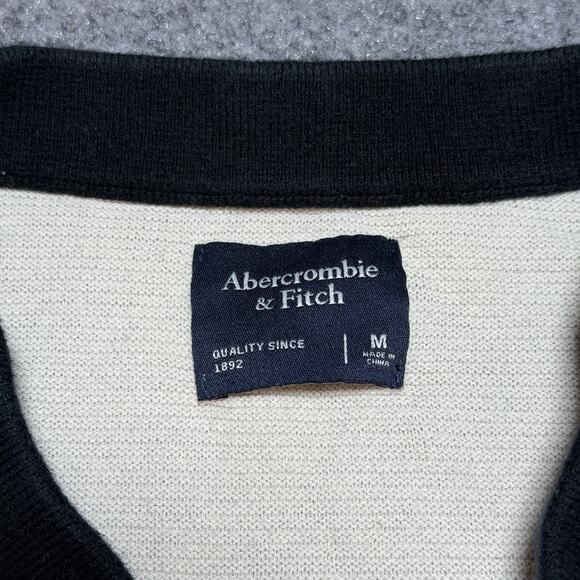 Abercrombie
& Fitch
QUALITY SINCE
1892
M
MADE IN
CHINA